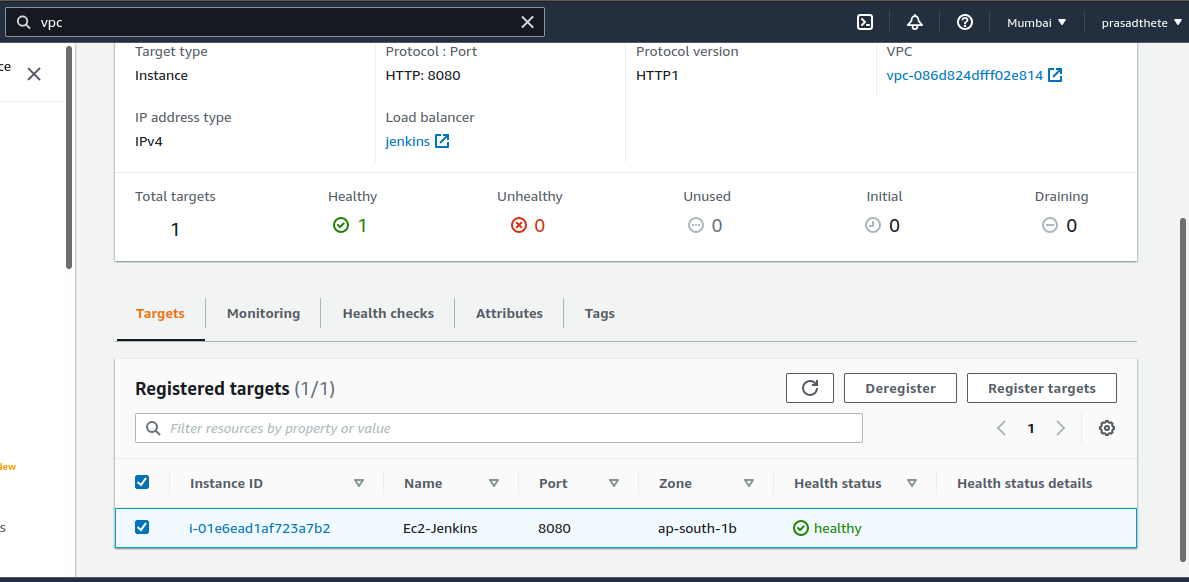 vpc
Mumbai
prasadthete
ce
Target type
Protocol : Port
Protocol version
VPC
Instance
HTTP: 8080
HTTP1
vpc-086d824dfff02e814
IP address type
Load balancer
IPv4
jenkins
Total targets
Healthy
Unhealthy
Unused
Initial
Draining
1
1
0
0
0
0
Targets
Monitoring
Health checks
Attributes
Tags
Registered targets (1/1)
Deregister
Register targets
Filter resources by property or value
1
New
Instance ID
Name
Port
Zone
Health status
Health status details
s
i-01e6ead1af723a7b2
Ec2-Jenkins
8080
ap-south-1b
healthy